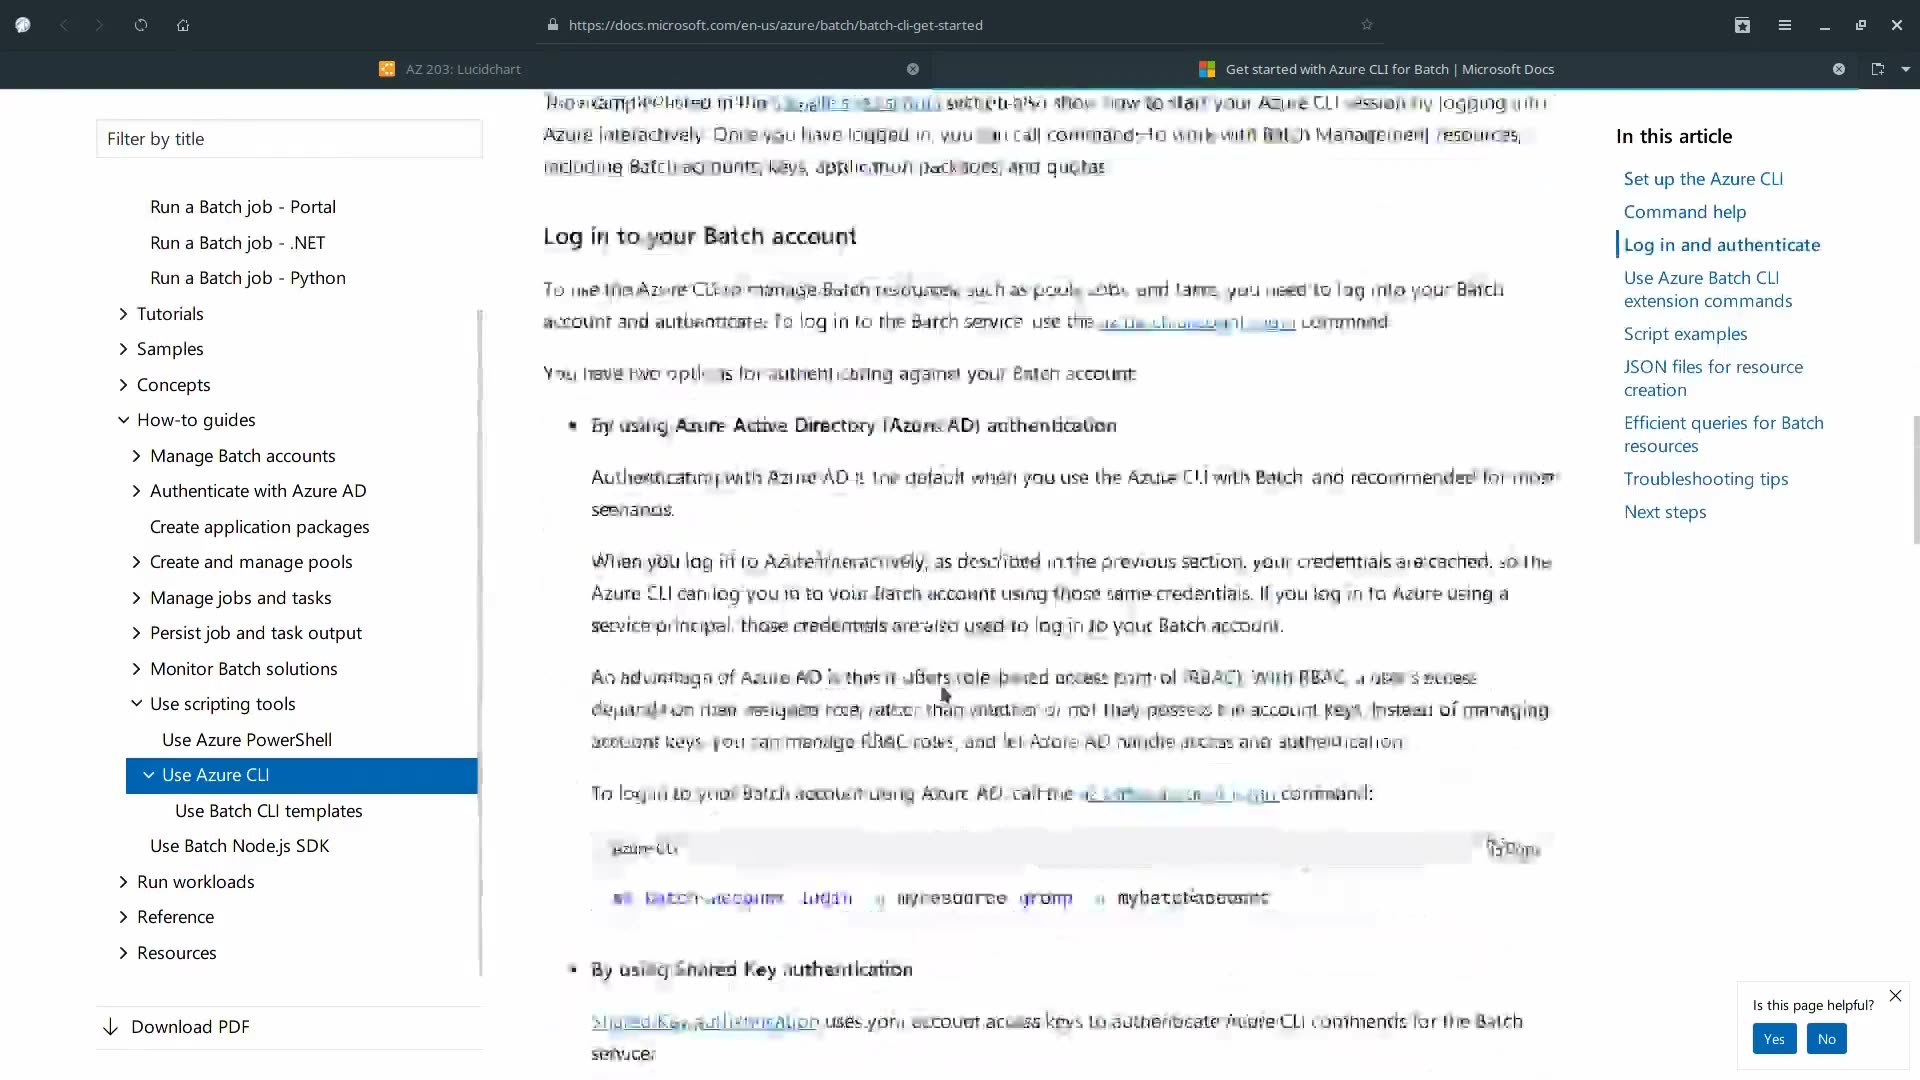 https://docs.microsoft.com/en-us/azure/batch/batch-cli-get-started
AZ 203: Lucidchart
Get started with Azure CLI for Batch | Microsoft Docs
Filter by title
Run a Batch job - Portal
Run a Batch job - .NET
Run a Batch job - Python
Tutorials
Samples
Concepts
How-to guides
Manage Batch accounts
Authenticate with Azure AD
Create application packages
Create and manage pools
Manage jobs and tasks
Persist job and task output
Monitor Batch solutions
Use scripting tools
Use Azure PowerShell
Use Azure CLI
Use Batch CLI templates
Use Batch Node.js SDK
Run workloads
Reference
Resources
Download PDF
section also show how to start your Azure CLI session by logging into
Azure interactively. Once you have logged in, you can call commands to work with Batch Management resources,
including Batch accounts, keys, application packages, and quotas.
Log in to your Batch account
To use the Azure CLI to manage Batch resources, such as pools, jobs, and tasks, you need to log into your Batch
account and authenticate. To log in to the Batch service, use the command.
You have two options for authenticating against your Batch account:
• By using Azure Active Directory (Azure AD) authentication
Authenticating with Azure AD is the default when you use the Azure CLI with Batch, and recommended for most
scenarios.
When you log in to Azure interactively, as described in the previous section, your credentials are cached, so the
Azure CLI can log you in to your Batch account using those same credentials. If you log in to Azure using a
service principal, those credentials are also used to log in to your Batch account.
An advantage of Azure AD is that it offers role-based access control (RBAC). With RBAC, a user's access
depends on their assigned role, rather than whether or not they possess the account keys. Instead of managing
account keys, you can manage RBAC roles, and let Azure AD handle access and authentication.
To log in to your Batch account using Azure AD, call the command:
Azure CLI
Copy
az batch account login myresource group mybatchaccount
• By using Shared Key authentication
Shared Key authentication uses your account access keys to authenticate Azure CLI commands for the Batch
service.
In this article
Set up the Azure CLI
Command help
Log in and authenticate
Use Azure Batch CLI
extension commands
Script examples
JSON files for resource
creation
Efficient queries for Batch
resources
Troubleshooting tips
Next steps
Is this page helpful?
Yes
No